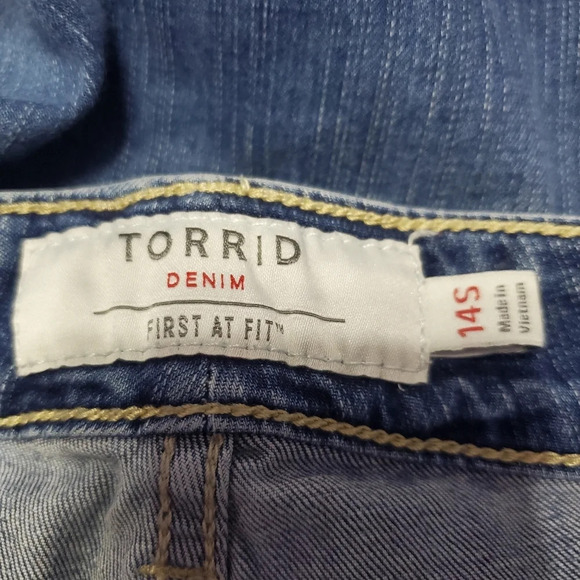 TORRID
DENIM
FIRST AT FIT™
14S
Made in
Vietnam